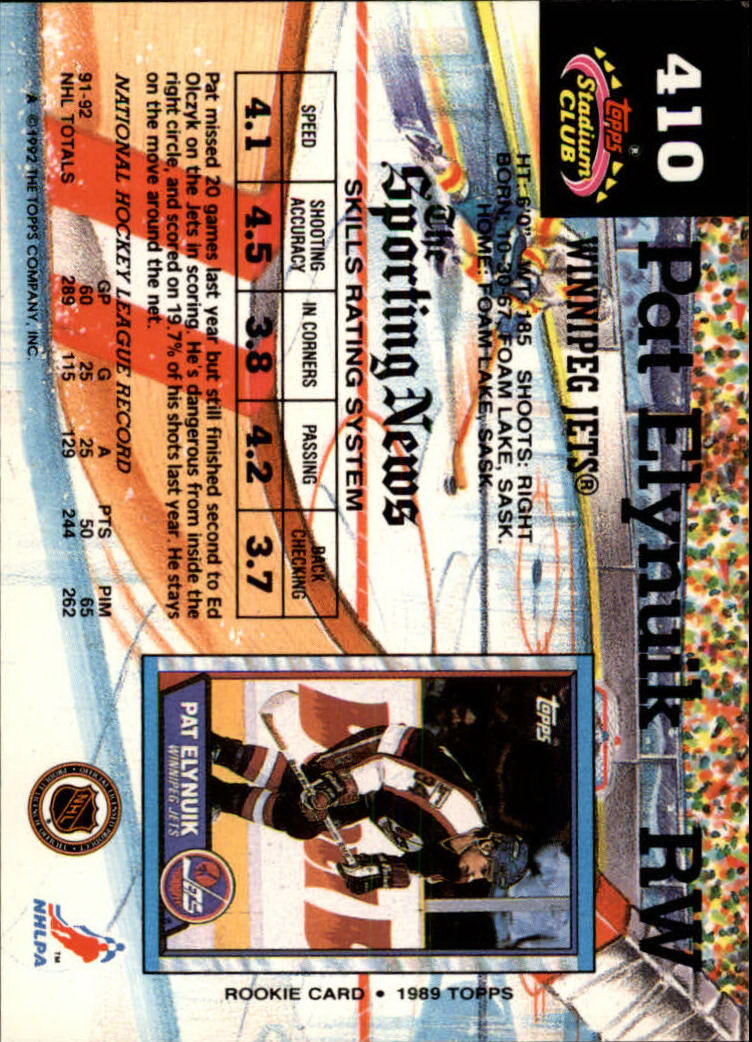 410
Pat Elynuik RW
Topps®
Stadium
CLUB
WINNIPEG JETS®
HT: 6'0" WT: 185 SHOOTS: RIGHT
BORN: 10-30-67, FOAM LAKE, SASK.
HOME: FOAM LAKE, SASK.
The
Sporting News
SKILLS RATING SYSTEM
SPEED SHOOTING ACCURACY IN CORNERS PASSING BACK CHECKING
4.1 4.5 3.8 4.2 3.7
Pat missed 20 games last year but still finished second to Ed
Olczyk on the Jets in scoring. He's dangerous from inside the
right circle, and scored on 19.7% of his shots last year. He stays
on the move around the net.
NATIONAL HOCKEY LEAGUE RECORD
GP G A PTS PIM
91-92 60 25 25 50 65
NHL TOTALS 289 115 129 244 262
A ©1992 THE TOPPS COMPANY, INC.
TOPPS
PAT ELYNUIK
WINNIPEG JETS
JETS
ROOKIE CARD • 1989 TOPPS
NHL
NHLPA
TM